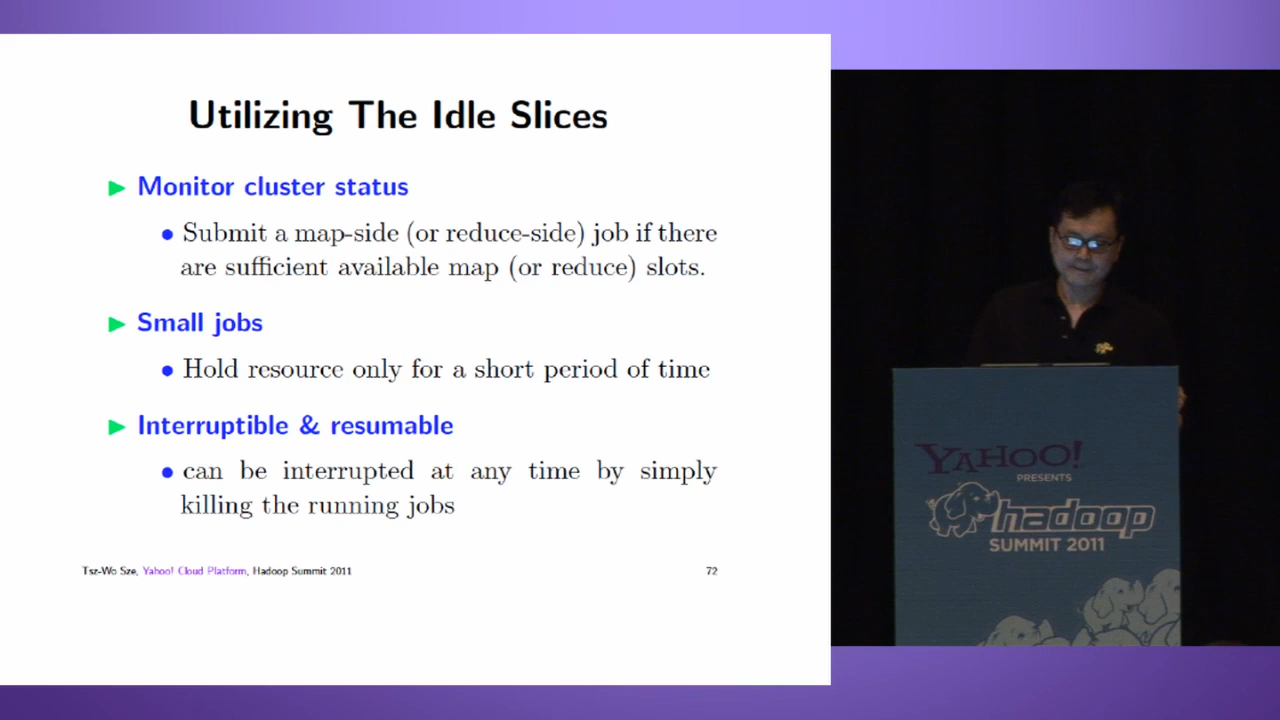 Utilizing The Idle Slices
Monitor cluster status
Submit a map-side (or reduce-side) job if there
are sufficient available map (or reduce) slots.
Small jobs
Hold resource only for a short period of time
Interruptible & resumable
can be interrupted at any time by simply
killing the running jobs
Tsz-Wo Sze, Yahoo! Cloud Platform, Hadoop Summit 2011
72
YAHOO!
PRESENTS
hadoop
SUMMIT 2011